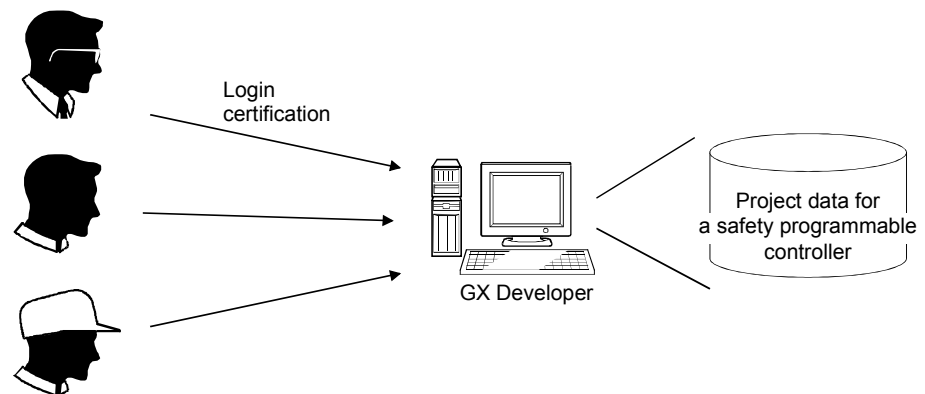 Login
certification
GX Developer
Project data for
a safety programmable
controller